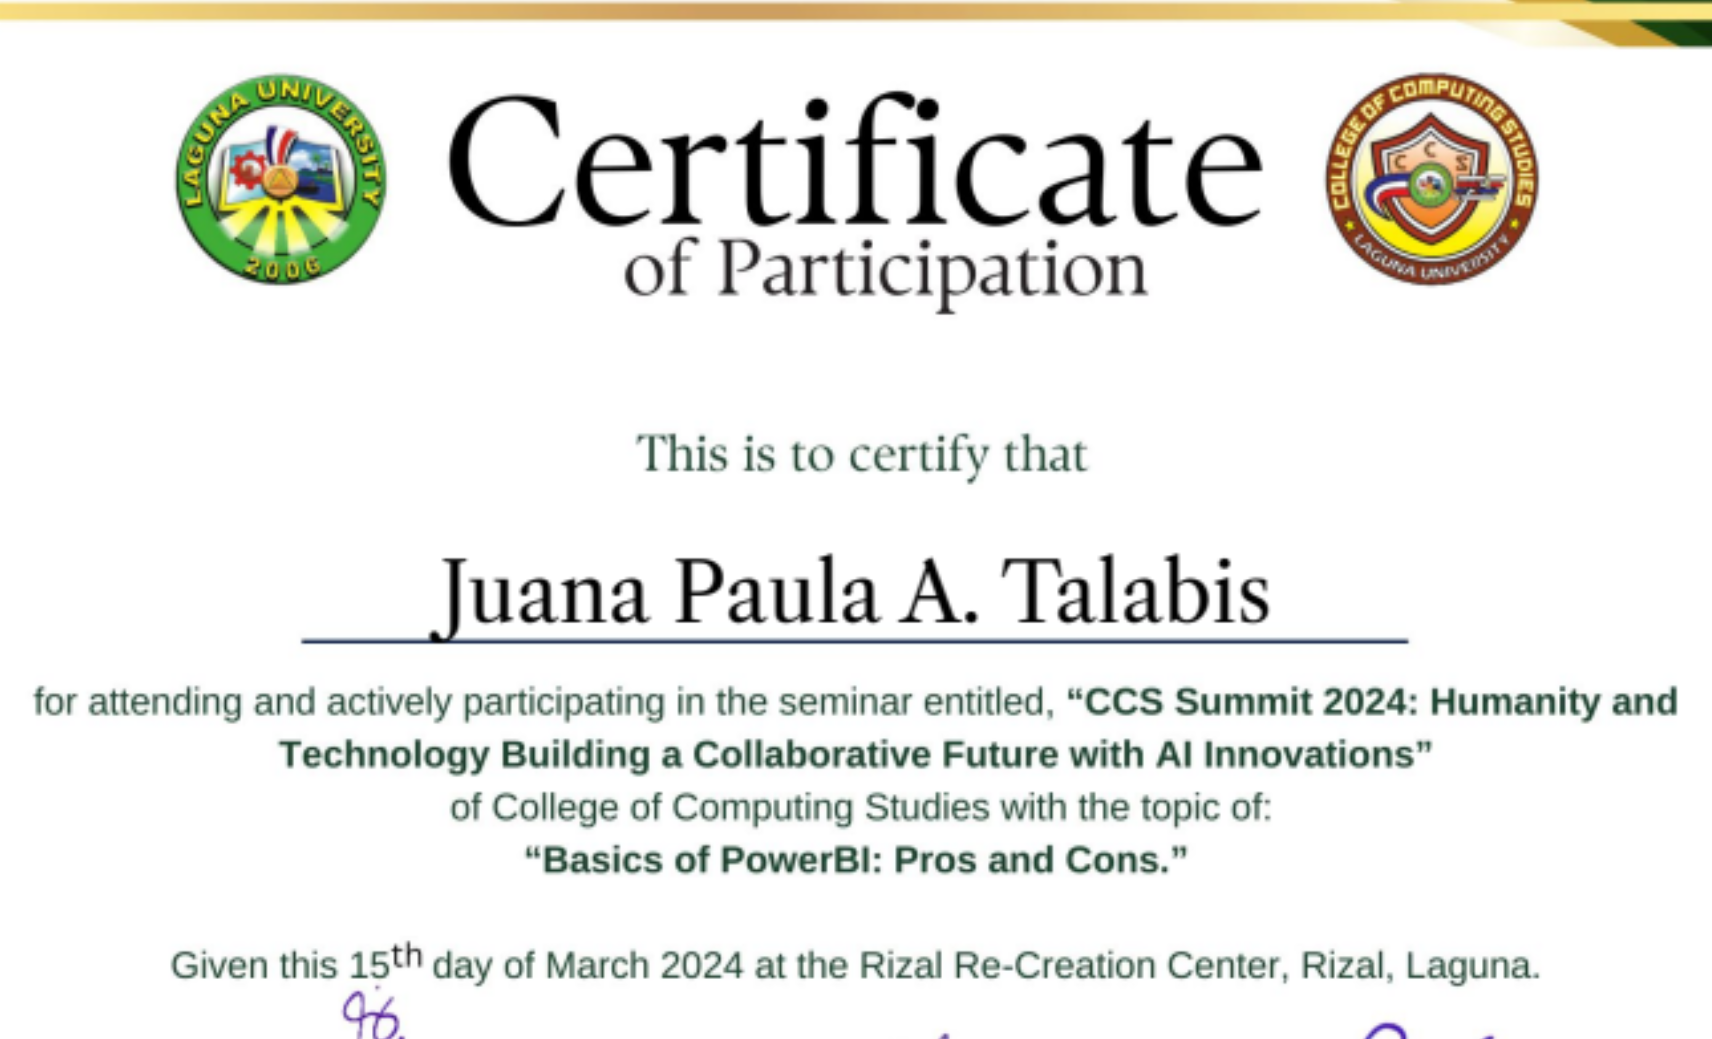 LAGUNA UNIVERSITY
2006
Certificate
of Participation
COLLEGE OF COMPUTING STUDIES
CCS
LAGUNA UNIVERSITY
This is to certify that
Juana Paula A. Talabis
for attending and actively participating in the seminar entitled, “CCS Summit 2024: Humanity and
Technology Building a Collaborative Future with AI Innovations”
of College of Computing Studies with the topic of:
“Basics of PowerBI: Pros and Cons.”
Given this 15th day of March 2024 at the Rizal Re-Creation Center, Rizal, Laguna.